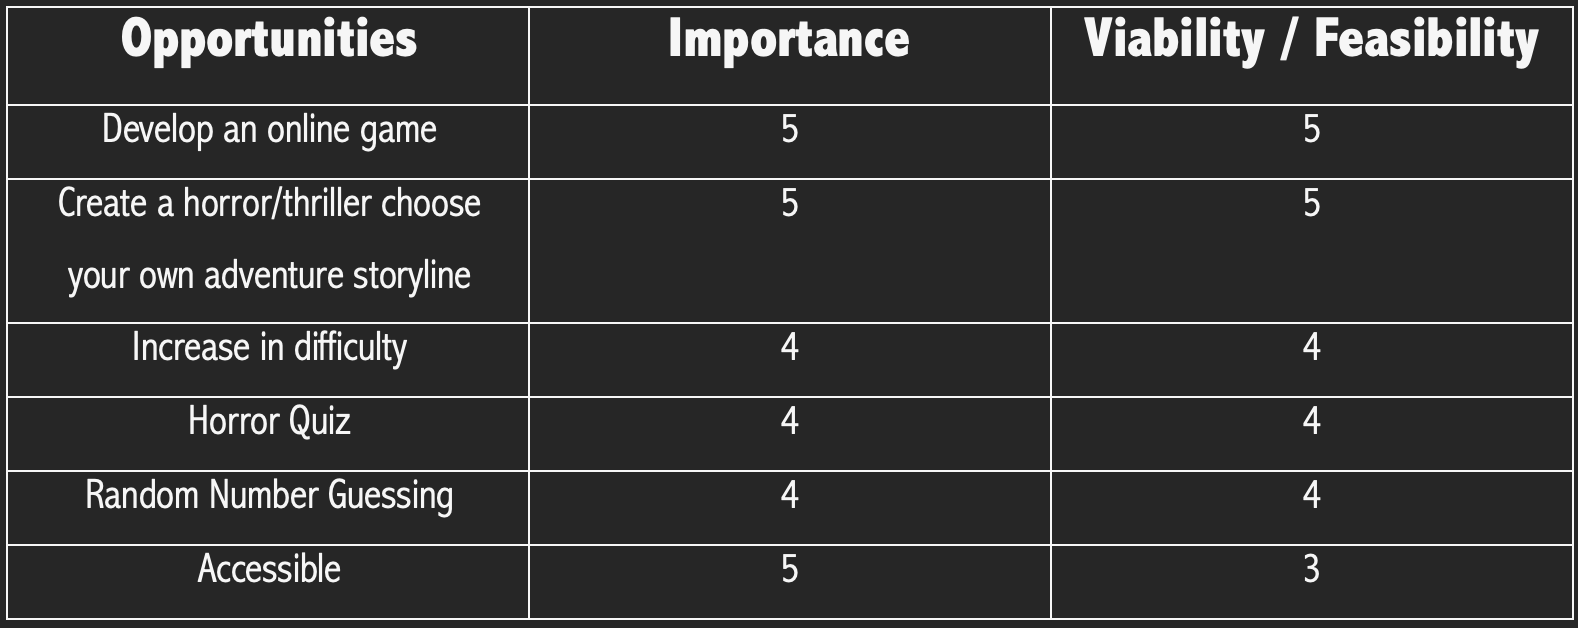 Opportunities Importance Viability / Feasibility
Develop an online game 5 5
Create a horror/thriller choose 5 5
your own adventure storyline
Increase in difficulty 4 4
Horror Quiz 4 4
Random Number Guessing 4 4
Accessible 5 3